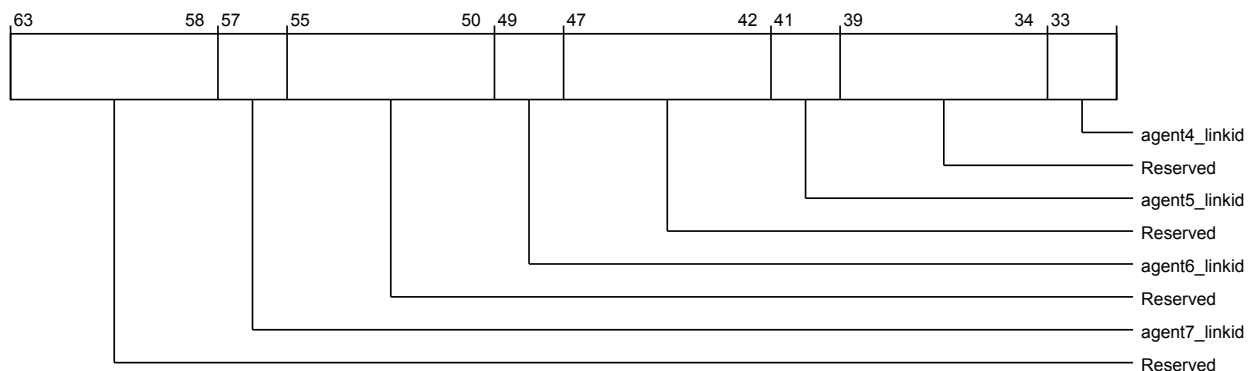 63 58 57 55 50 49 47 42 41 39 34 33
agent4_linkid
Reserved
agent5_linkid
Reserved
agent6_linkid
Reserved
agent7_linkid
Reserved